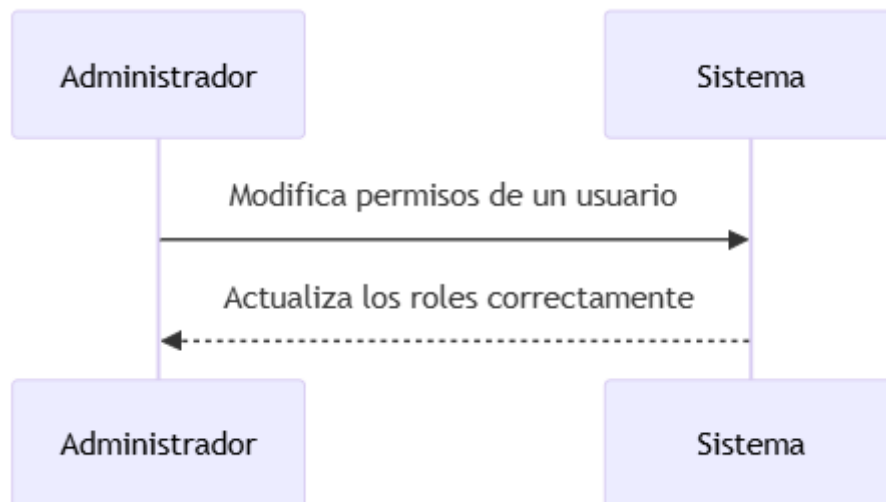 Administrador
Sistema
Modifica permisos de un usuario
Actualiza los roles correctamente
Administrador
Sistema